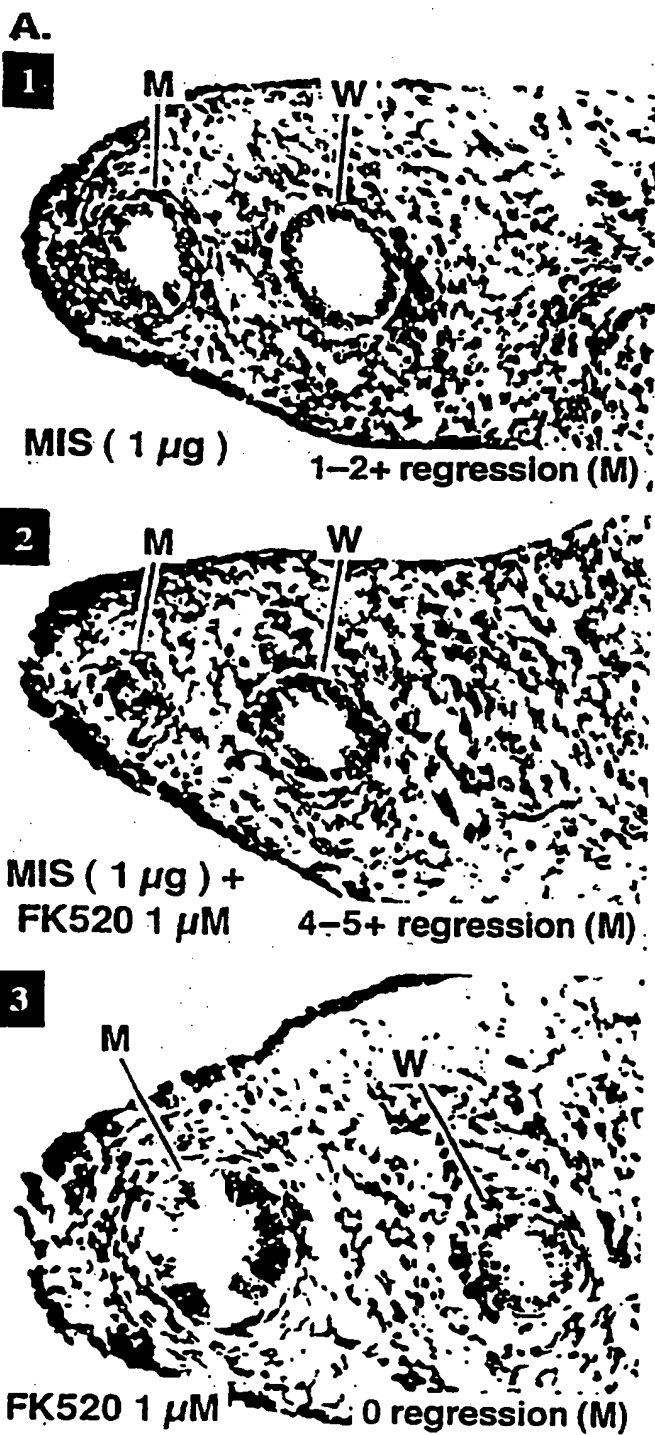 A.
1
M
W
MIS ( 1 µg )
1–2+ regression (M)
2
M
W
MIS ( 1 µg ) +
FK520 1 µM
4–5+ regression (M)
3
M
W
FK520 1 µM
0 regression (M)